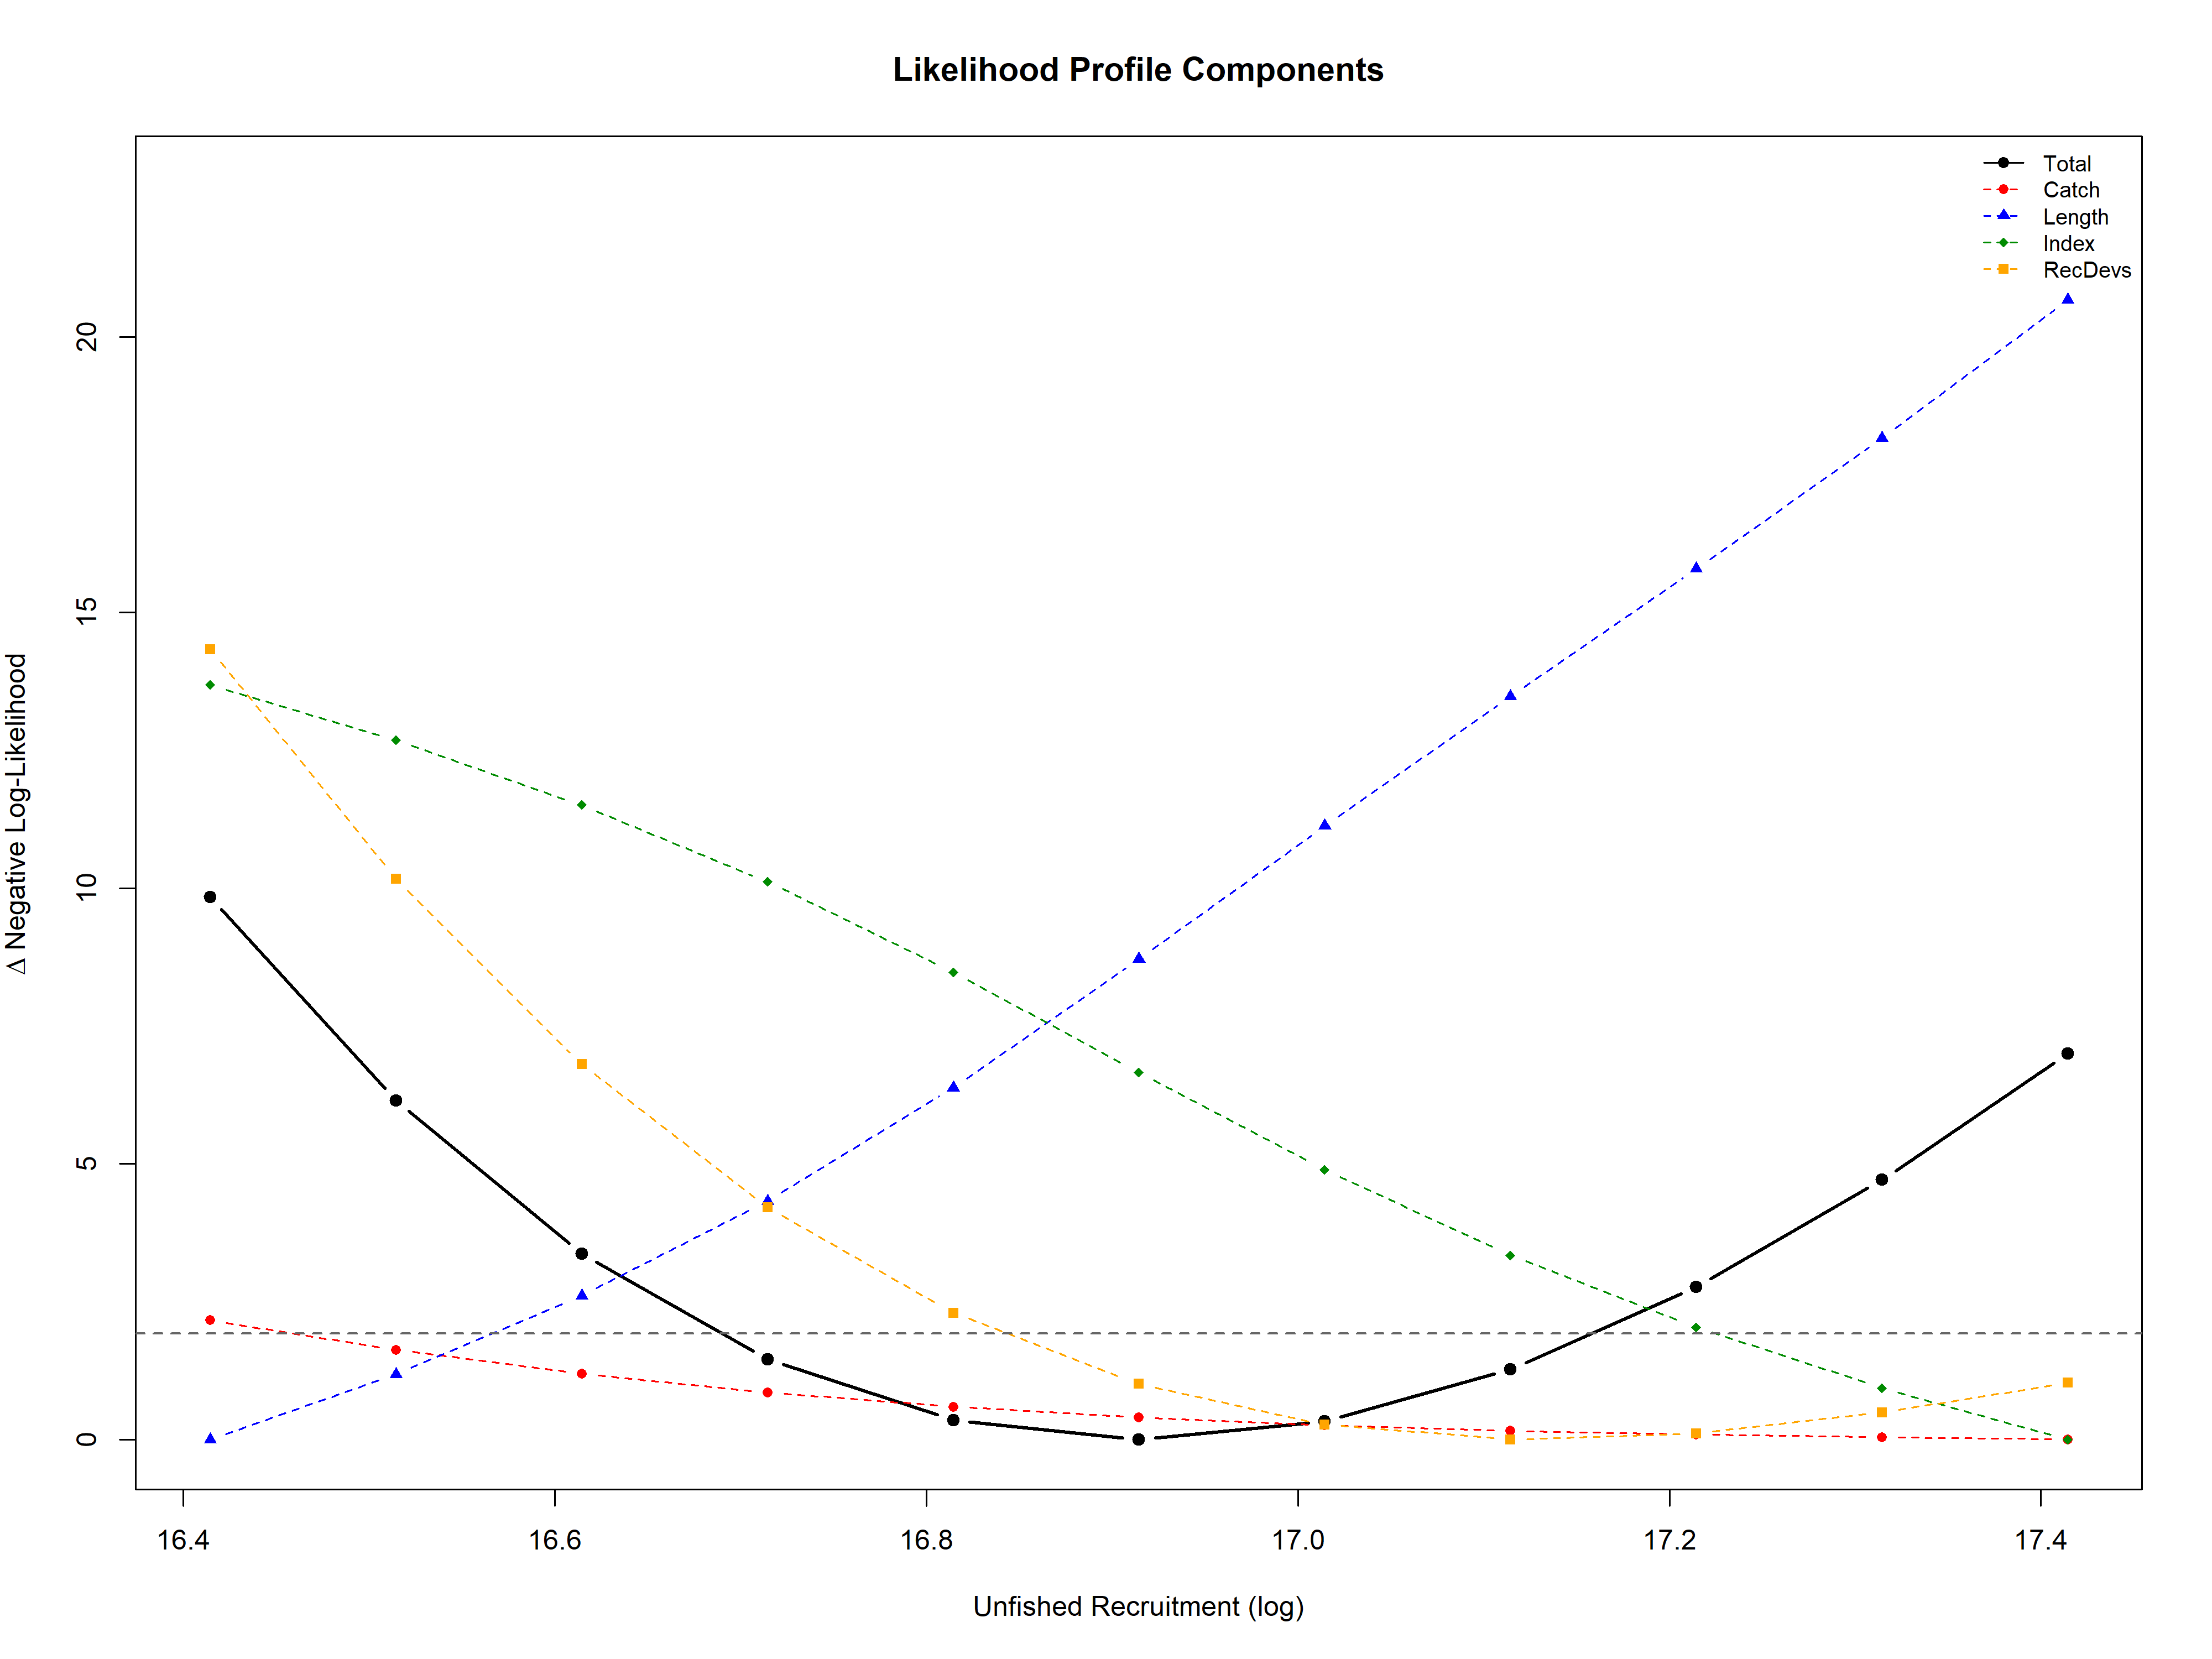 Likelihood Profile Components
Total
Catch
Length
Index
RecDevs
Δ Negative Log-Likelihood
20
15
10
5
0
16.4 16.6 16.8 17.0 17.2 17.4
Unfished Recruitment (log)